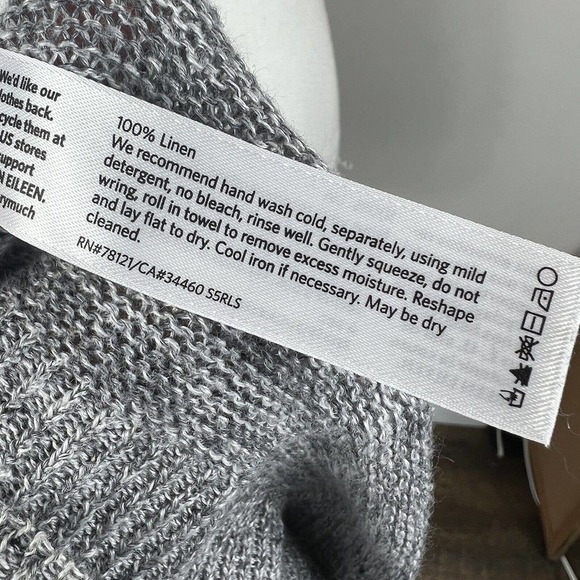 We'd like our
clothes back.
cycle them at
US stores
support
N EILEEN.
rymuch
100% Linen
We recommend hand wash cold, separately, using mild
detergent, no bleach, rinse well. Gently squeeze, do not
wring, roll in towel to remove excess moisture. Reshape
and lay flat to dry. Cool iron if necessary. May be dry
cleaned.
RN#78121/CA#34460 S5RLS